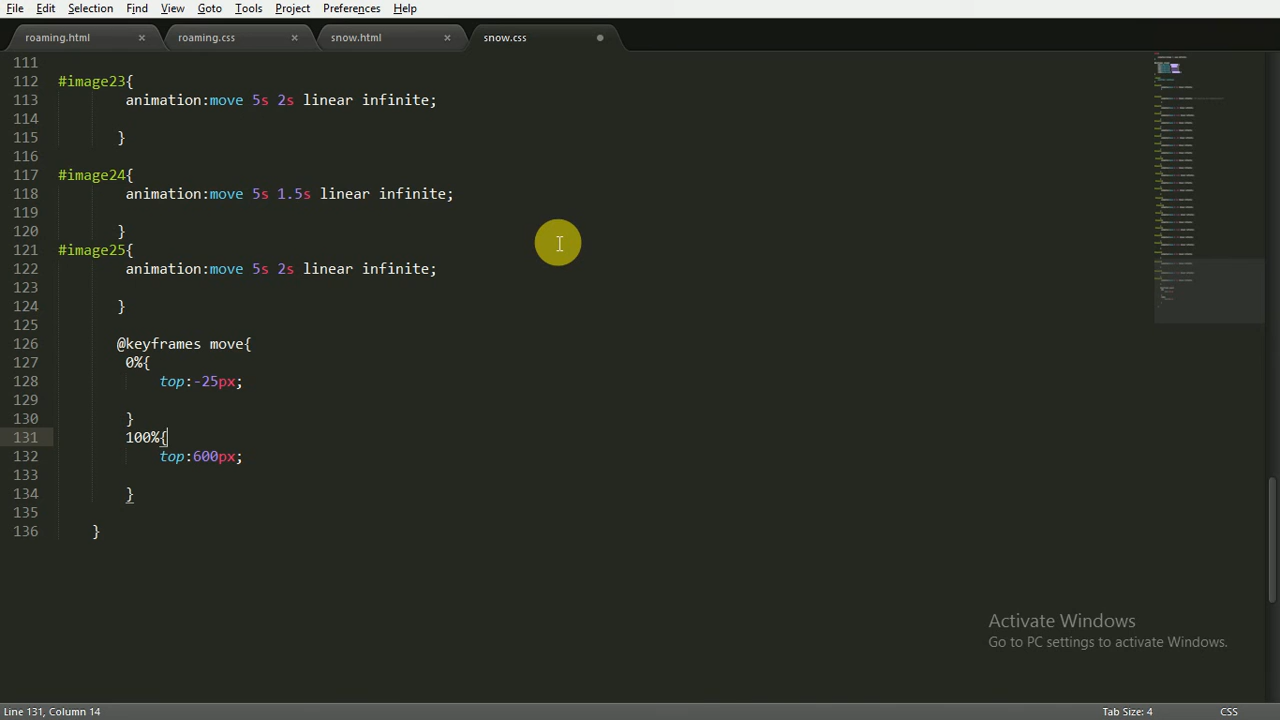 File Edit Selection Find View Goto Tools Project Preferences Help
roaming.html × roaming.css × snow.html × snow.css
111
112 #image23{
113 animation:move 5s 2s linear infinite;
114
115 }
116
117 #image24{
118 animation:move 5s 1.5s linear infinite;
119
120 }
121 #image25{
122 animation:move 5s 2s linear infinite;
123
124 }
125
126 @keyframes move{
127 0%{
128 top:-25px;
129
130 }
131 100%{
132 top:600px;
133
134 }
135
136 }
Activate Windows
Go to PC settings to activate Windows.
Line 131, Column 14 Tab Size: 4 CSS